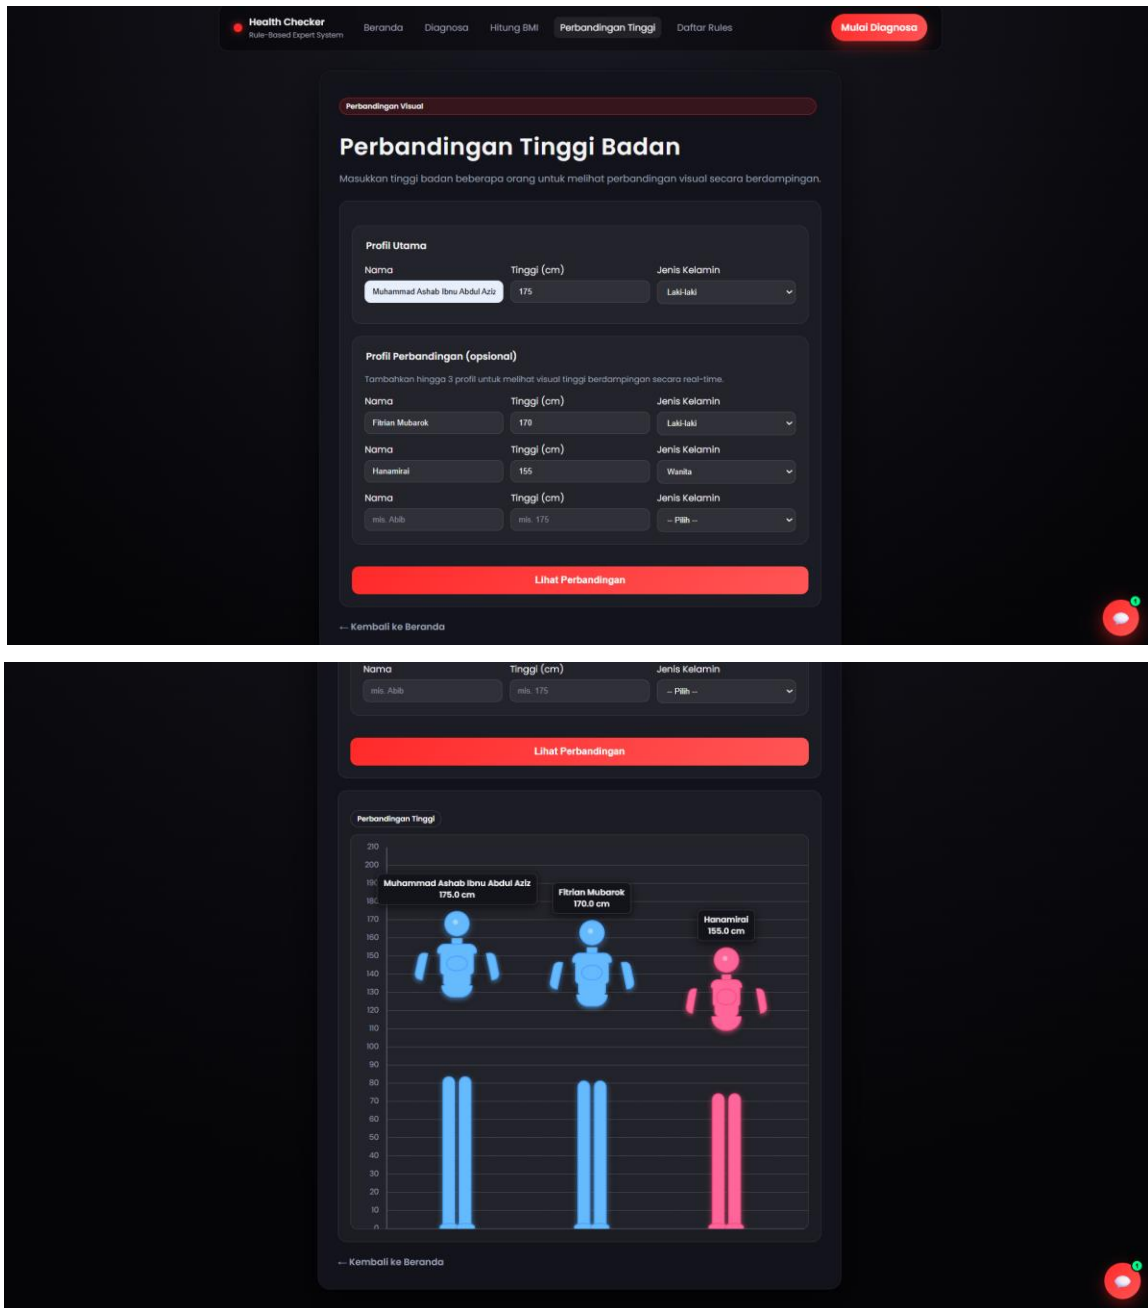 Health Checker
Rule-Based Expert System
Beranda
Diagnosa
Hitung BMI
Perbandingan Tinggi
Daftar Rules
Mulai Diagnosa
Perbandingan Visual
Perbandingan Tinggi Badan
Masukkan tinggi badan beberapa orang untuk melihat perbandingan visual secara berdampingan.
Profil Utama
Nama Tinggi (cm) Jenis Kelamin
Muhammad Ashab Ibnu Abdul Aziz 175 Laki-laki
Profil Perbandingan (opsional)
Tambahkan hingga 3 profil untuk melihat visual tinggi berdampingan secara real-time.
Nama Tinggi (cm) Jenis Kelamin
Fitrian Mubarok 170 Laki-laki
Nama Tinggi (cm) Jenis Kelamin
Hanamirai 155 Wanita
Nama Tinggi (cm) Jenis Kelamin
mis. Abib mis. 175 -- Pilih --
Lihat Perbandingan
1
← Kembali ke Beranda
Nama Tinggi (cm) Jenis Kelamin
mis. Abib mis. 175 -- Pilih --
Lihat Perbandingan
Perbandingan Tinggi
210
200
190
180
170
160
150
140
130
120
110
100
90
80
70
60
50
40
30
20
10
0
Muhammad Ashab Ibnu Abdul Aziz
175.0 cm
Fitrian Mubarok
170.0 cm
Hanamirai
155.0 cm
← Kembali ke Beranda
1